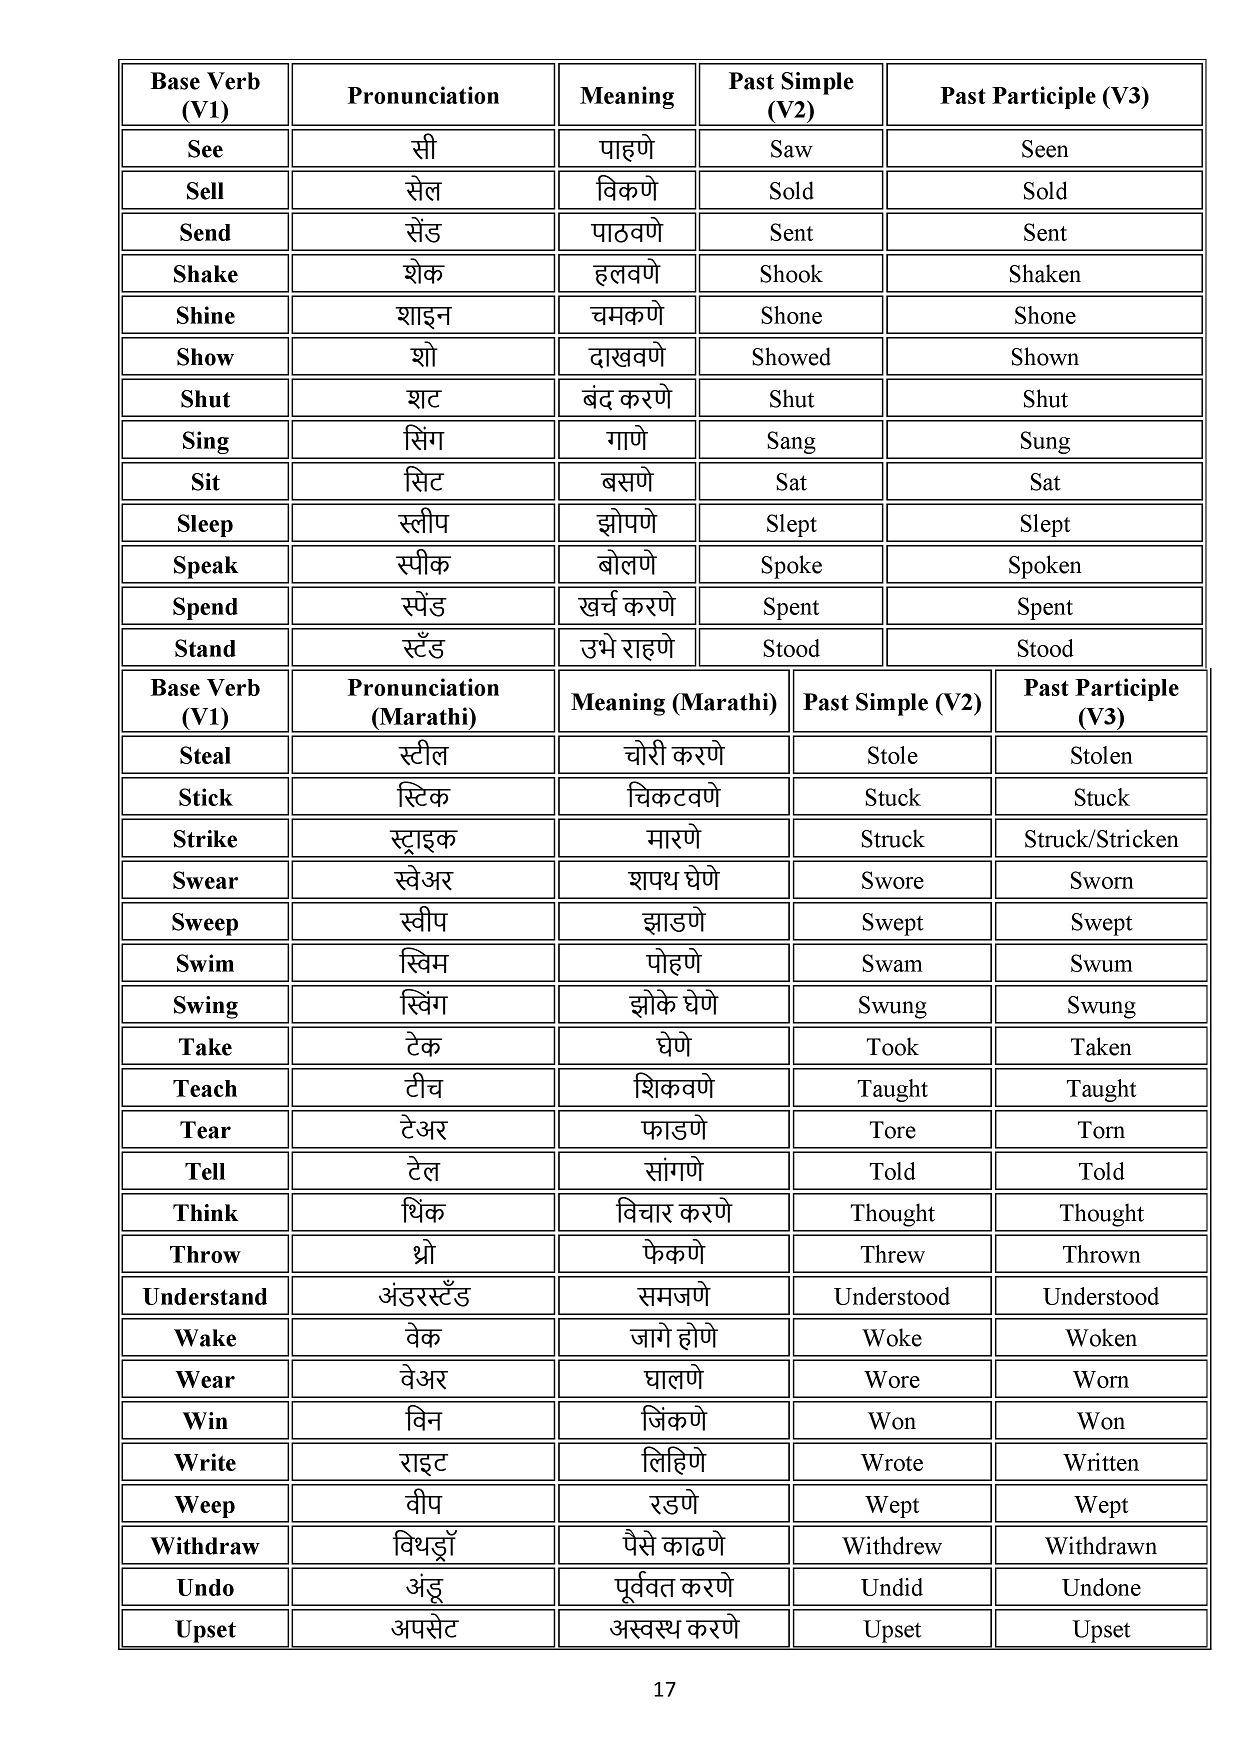 Base Verb (V1) Pronunciation Meaning Past Simple (V2) Past Participle (V3)
See सी पाहणे Saw Seen
Sell सेल विकणे Sold Sold
Send सेंड पाठवणे Sent Sent
Shake शेक हलवणे Shook Shaken
Shine शाइन चमकणे Shone Shone
Show शो दाखवणे Showed Shown
Shut शट बंद करणे Shut Shut
Sing सिंग गाणे Sang Sung
Sit सिट बसणे Sat Sat
Sleep स्लीप झोपणे Slept Slept
Speak स्पीक बोलणे Spoke Spoken
Spend स्पेंड खर्च करणे Spent Spent
Stand स्टँड उभे राहणे Stood Stood
Base Verb (V1) Pronunciation (Marathi) Meaning (Marathi) Past Simple (V2) Past Participle (V3)
Steal स्टील चोरी करणे Stole Stolen
Stick स्टिक चिकटवणे Stuck Stuck
Strike स्ट्राइक मारणे Struck Struck/Stricken
Swear स्वेअर शपथ घेणे Swore Sworn
Sweep स्वीप झाडणे Swept Swept
Swim स्विम पोहणे Swam Swum
Swing स्विंग झोके घेणे Swung Swung
Take टेक घेणे Took Taken
Teach टीच शिकवणे Taught Taught
Tear टेअर फाडणे Tore Torn
Tell टेल सांगणे Told Told
Think थिंक विचार करणे Thought Thought
Throw थ्रो फेकणे Threw Thrown
Understand अंडरस्टँड समजणे Understood Understood
Wake वेक जागे होणे Woke Woken
Wear वेअर घालणे Wore Worn
Win विन जिंकणे Won Won
Write राइट लिहिणे Wrote Written
Weep वीप रडणे Wept Wept
Withdraw विथड्रॉ पैसे काढणे Withdrew Withdrawn
Undo अंडू पूर्ववत करणे Undid Undone
Upset अपसेट अस्वस्थ करणे Upset Upset
17